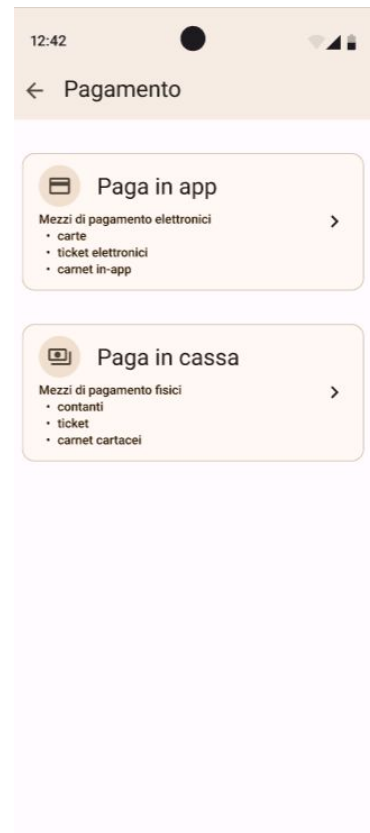 12:42
Pagamento
Paga in app
Mezzi di pagamento elettronici
• carte
• ticket elettronici
• carnet in-app
Paga in cassa
Mezzi di pagamento fisici
• contanti
• ticket
• carnet cartacei